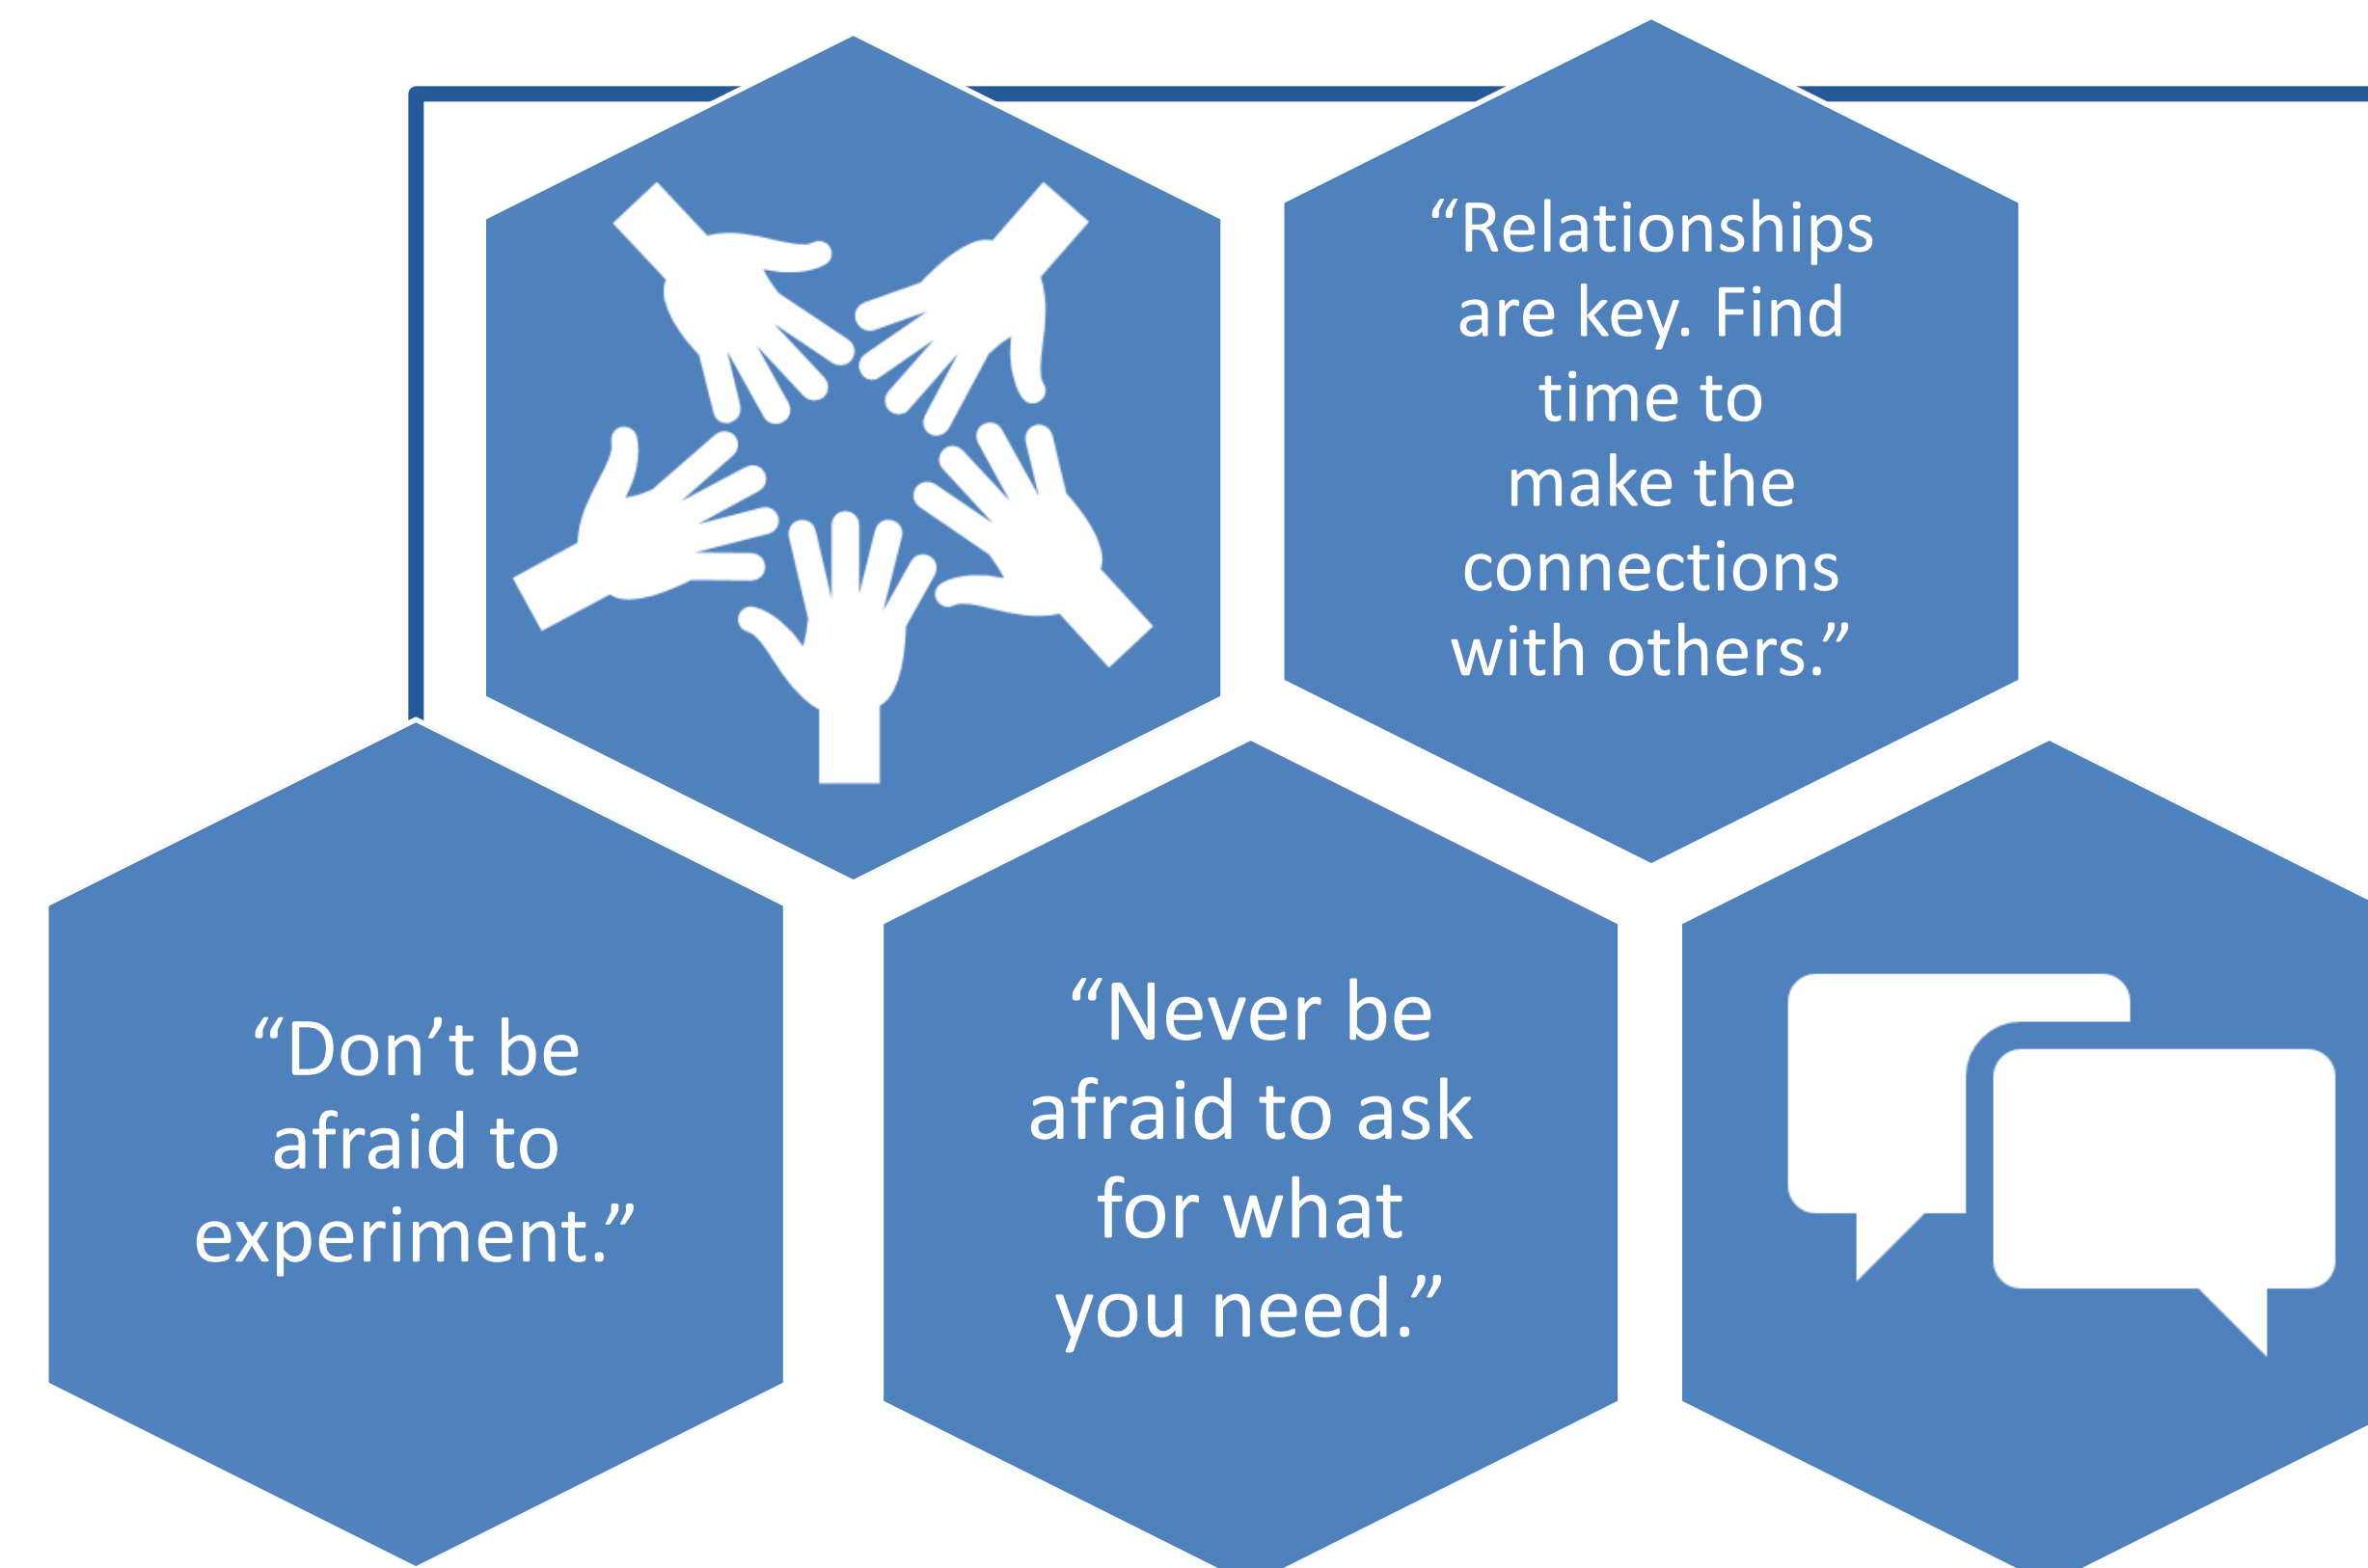 “Relationships
are key. Find
time to
make the
connections
with others.”
“Don’t be
afraid to
experiment.”
“Never be
afraid to ask
for what
you need.”